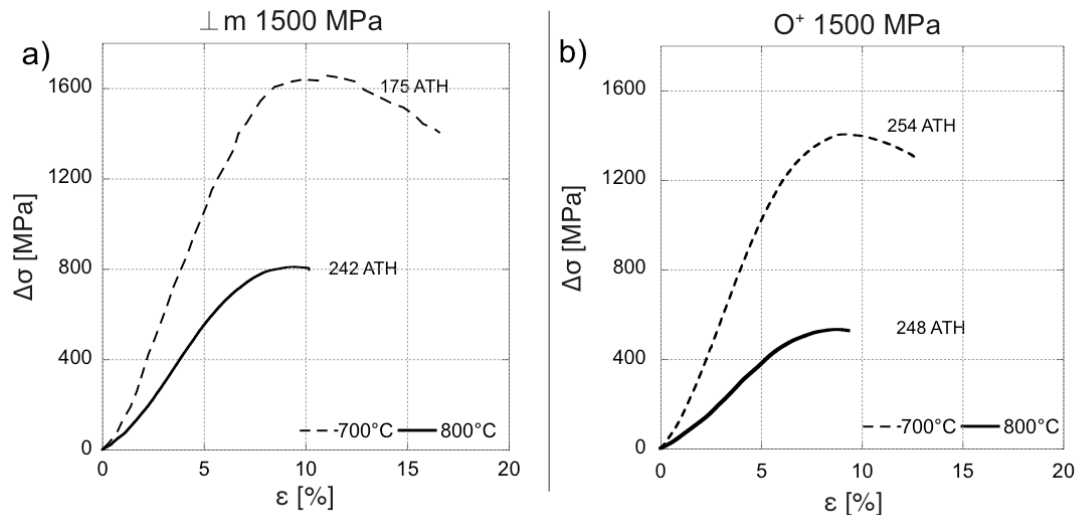 a)
⊥ m 1500 MPa
1600
1200
800
400
0
Δσ [MPa]
175 ATH
242 ATH
-700°C 800°C
0 5 10 15 20
ε [%]
b)
O⁺ 1500 MPa
1600
1200
800
400
0
Δσ [MPa]
254 ATH
248 ATH
-700°C 800°C
0 5 10 15 20
ε [%]